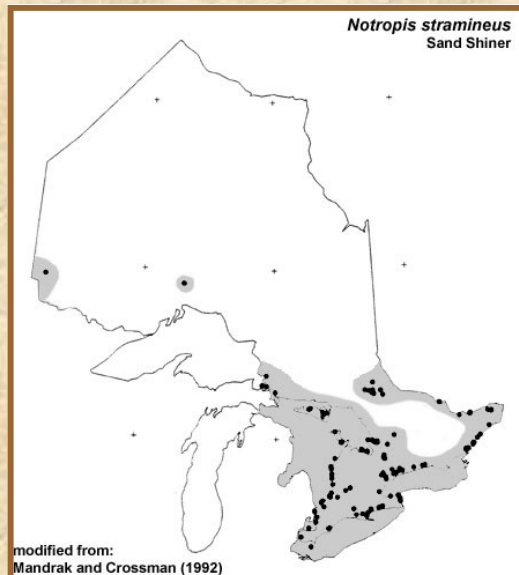 Notropis stramineus
Sand Shiner
modified from:
Mandrak and Crossman (1992)